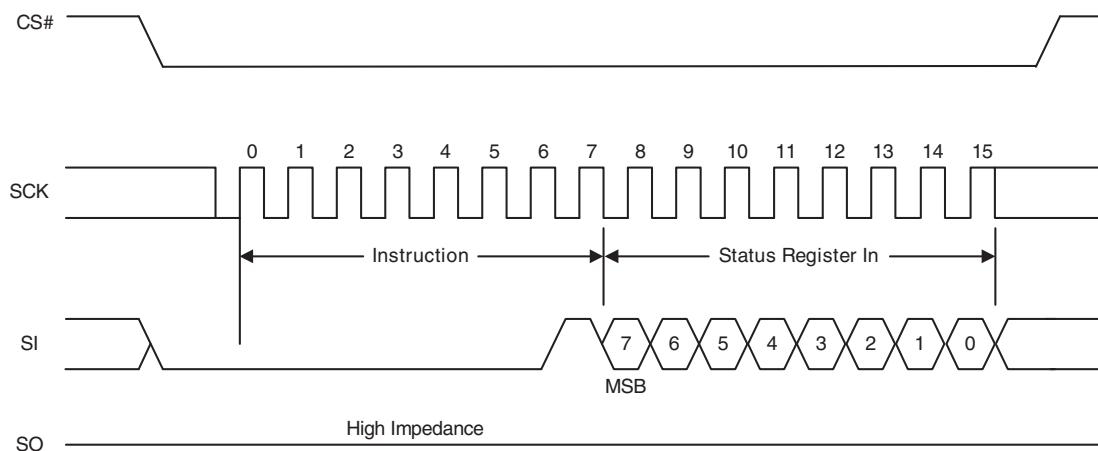 CS#
0 1 2 3 4 5 6 7 8 9 10 11 12 13 14 15
SCK
Instruction Status Register In
SI 7 6 5 4 3 2 1 0
MSB
High Impedance
SO